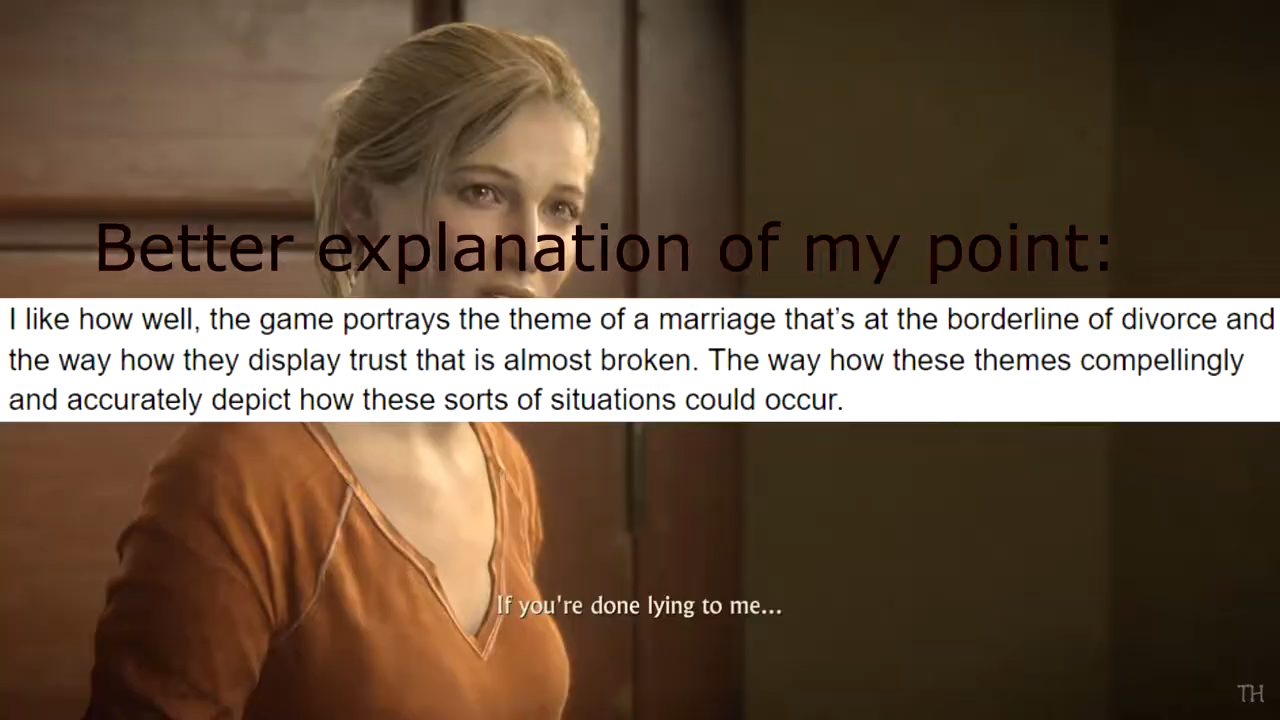 Better explanation of my point:
I like how well, the game portrays the theme of a marriage that’s at the borderline of divorce and
the way how they display trust that is almost broken. The way how these themes compellingly
and accurately depict how these sorts of situations could occur.
If you're done lying to me...
TH